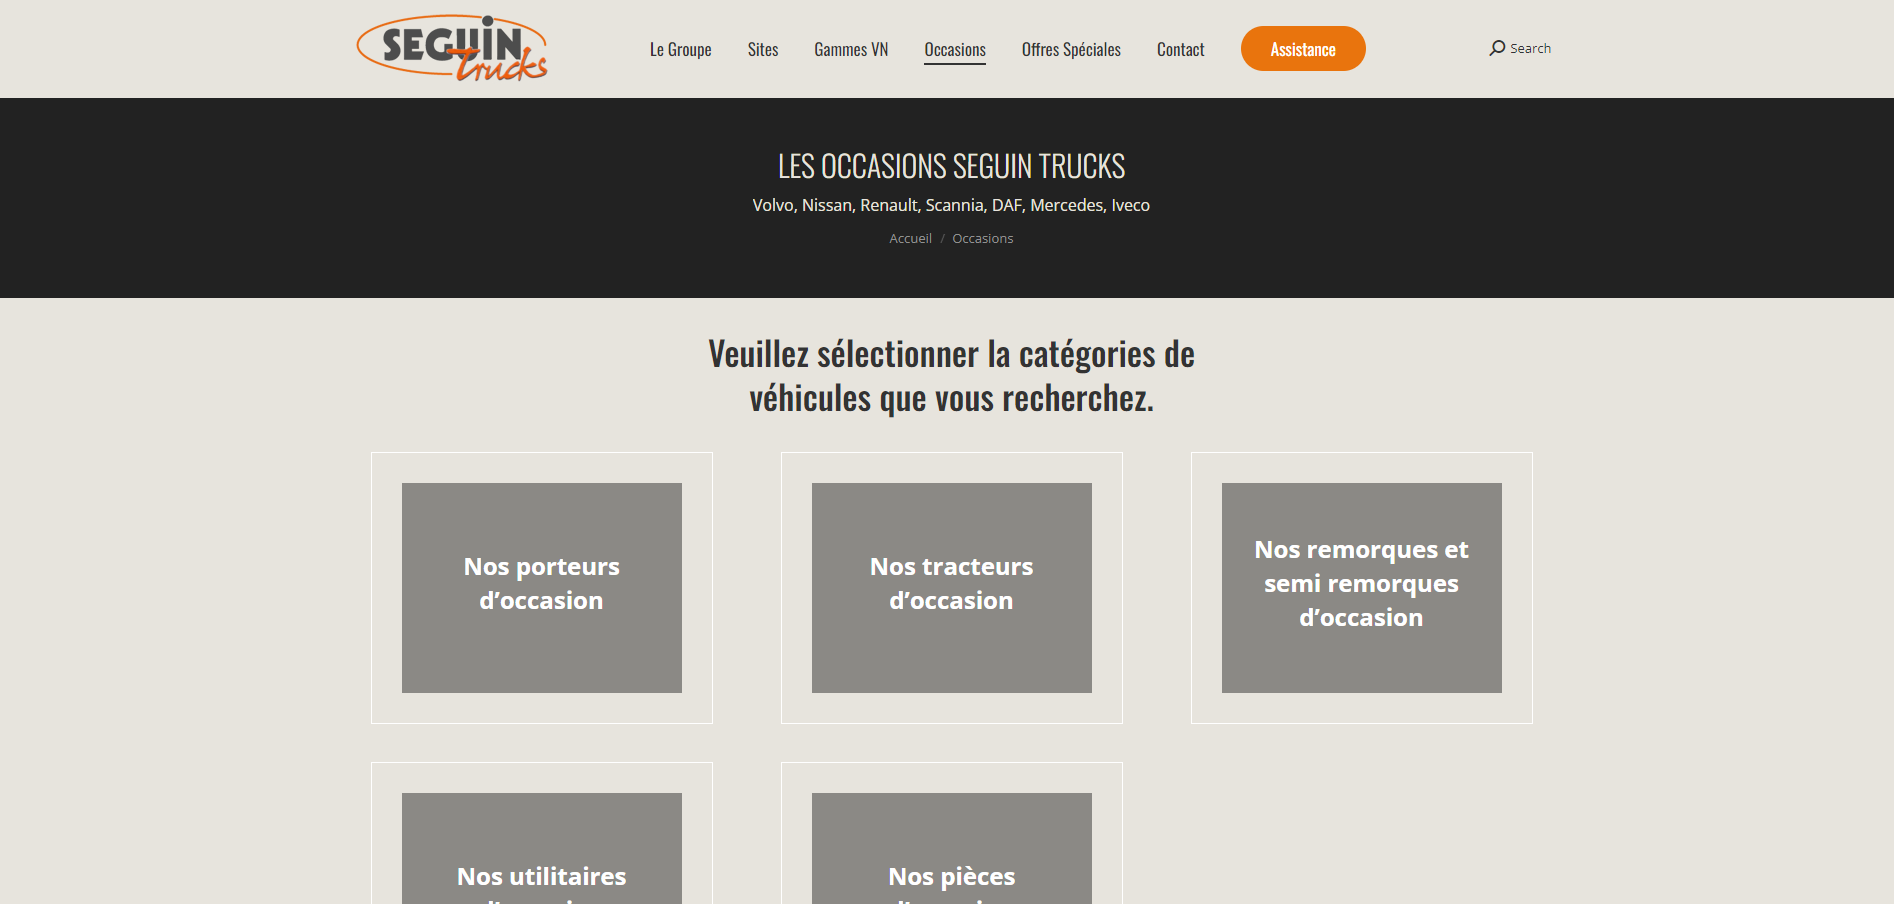 SEGUIN
trucks
Le Groupe
Sites
Gammes VN
Occasions
Offres Spéciales
Contact
Assistance
Search
LES OCCASIONS SEGUIN TRUCKS
Volvo, Nissan, Renault, Scannia, DAF, Mercedes, Iveco
Accueil / Occasions
Veuillez sélectionner la catégories de
véhicules que vous recherchez.
Nos porteurs
d’occasion
Nos tracteurs
d’occasion
Nos remorques et
semi remorques
d’occasion
Nos utilitaires
Nos pièces